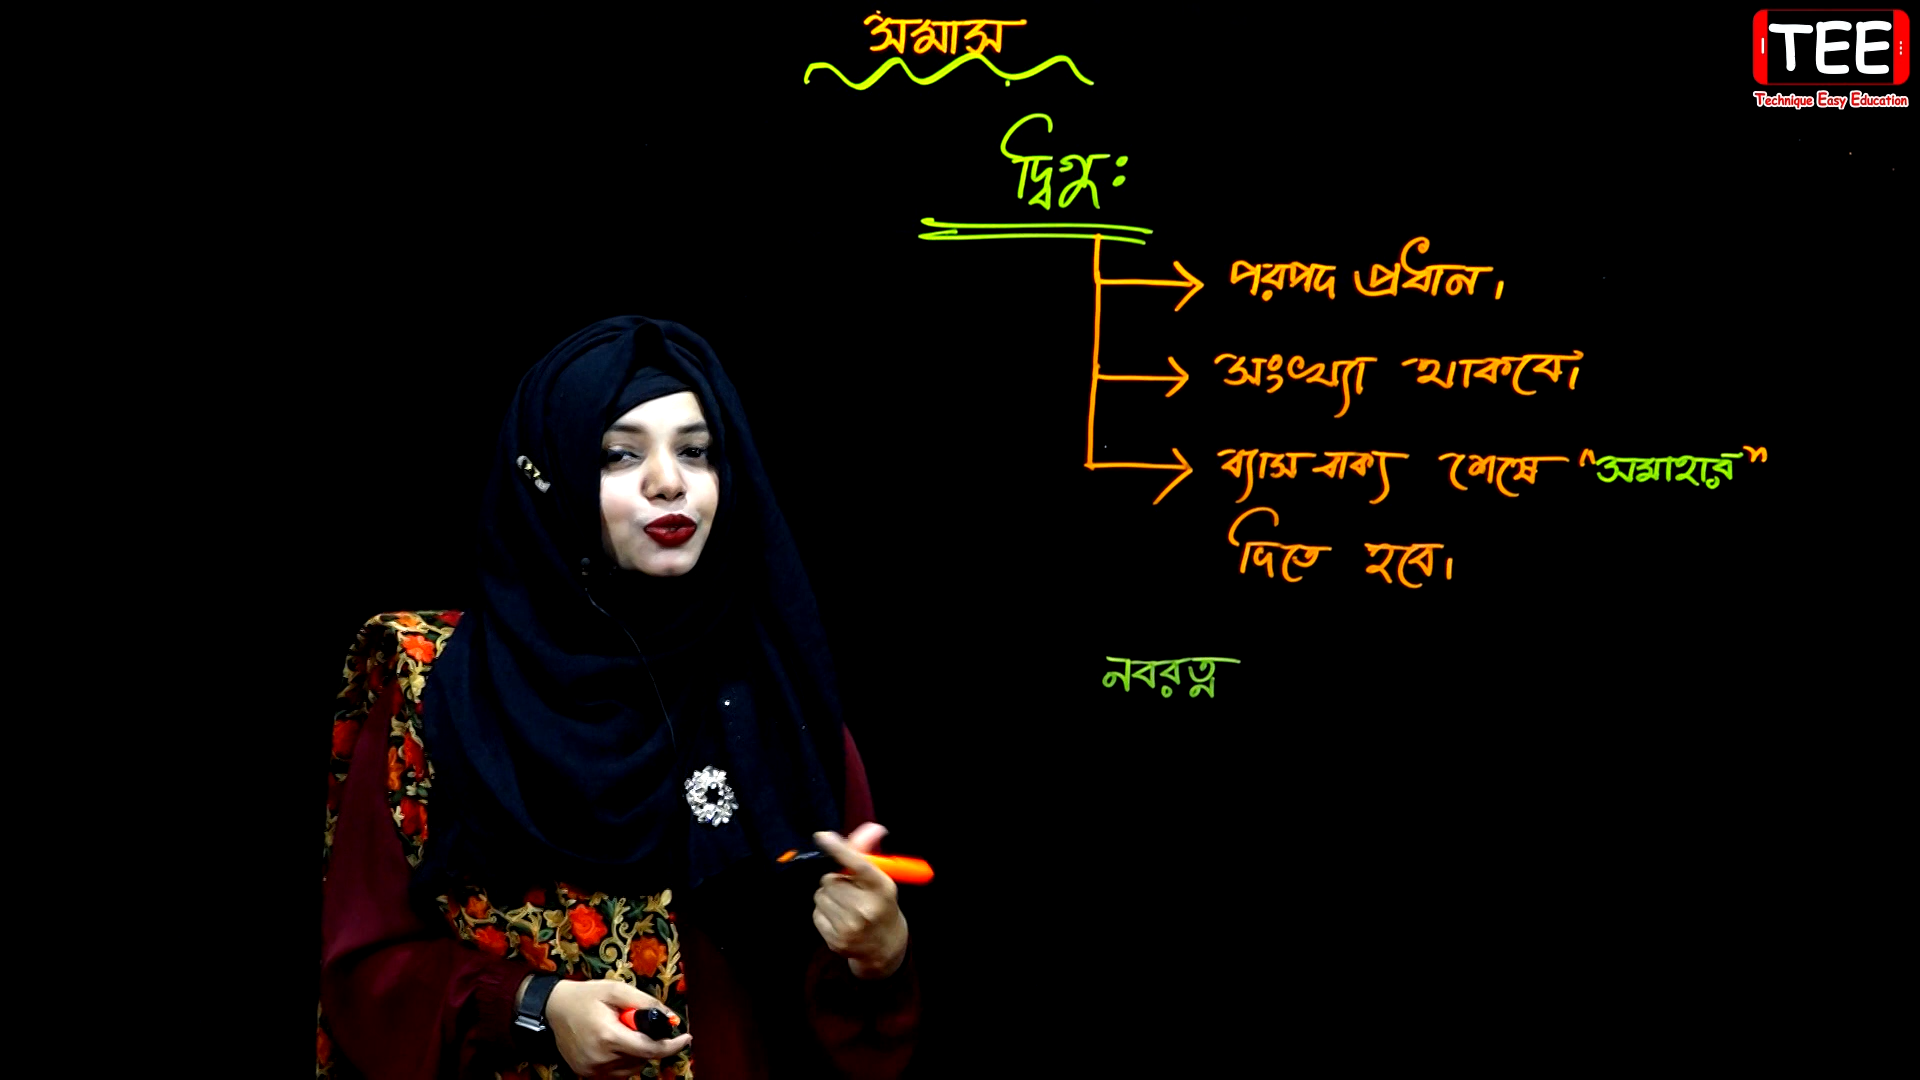 সমাস
TEE
Technique Easy Education
দ্বিগু:
পরপদ প্রধান।
সংখ্যা থাকবে।
ব্যাস বাক্য শেষে "সমাহার"
দিতে হবে।
নবরত্ন